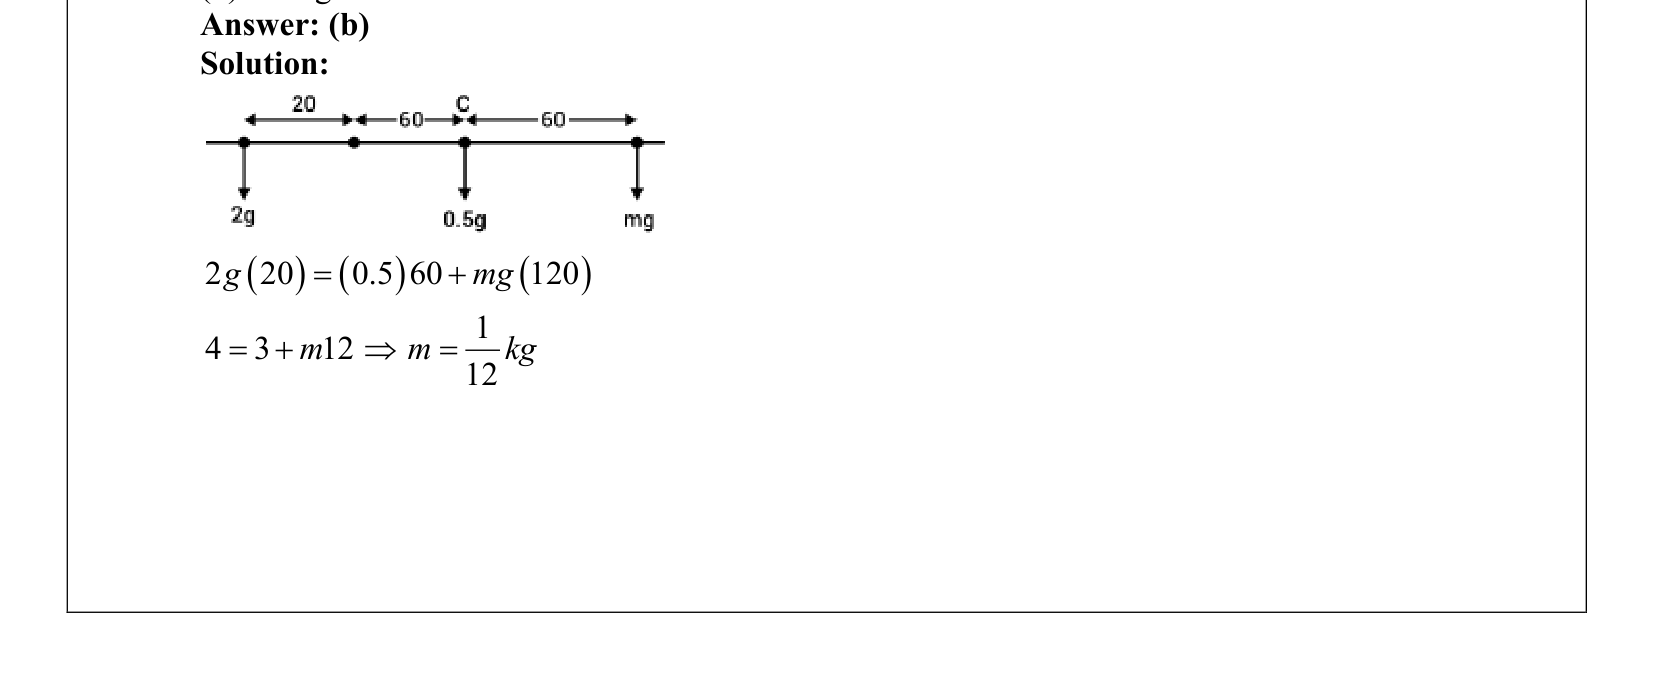 Answer: (b)
Solution:
20 60 C 60
2g 0.5g mg
2g(20)=(0.5)60+mg(120)
4=3+m12⇒m=1/12 kg